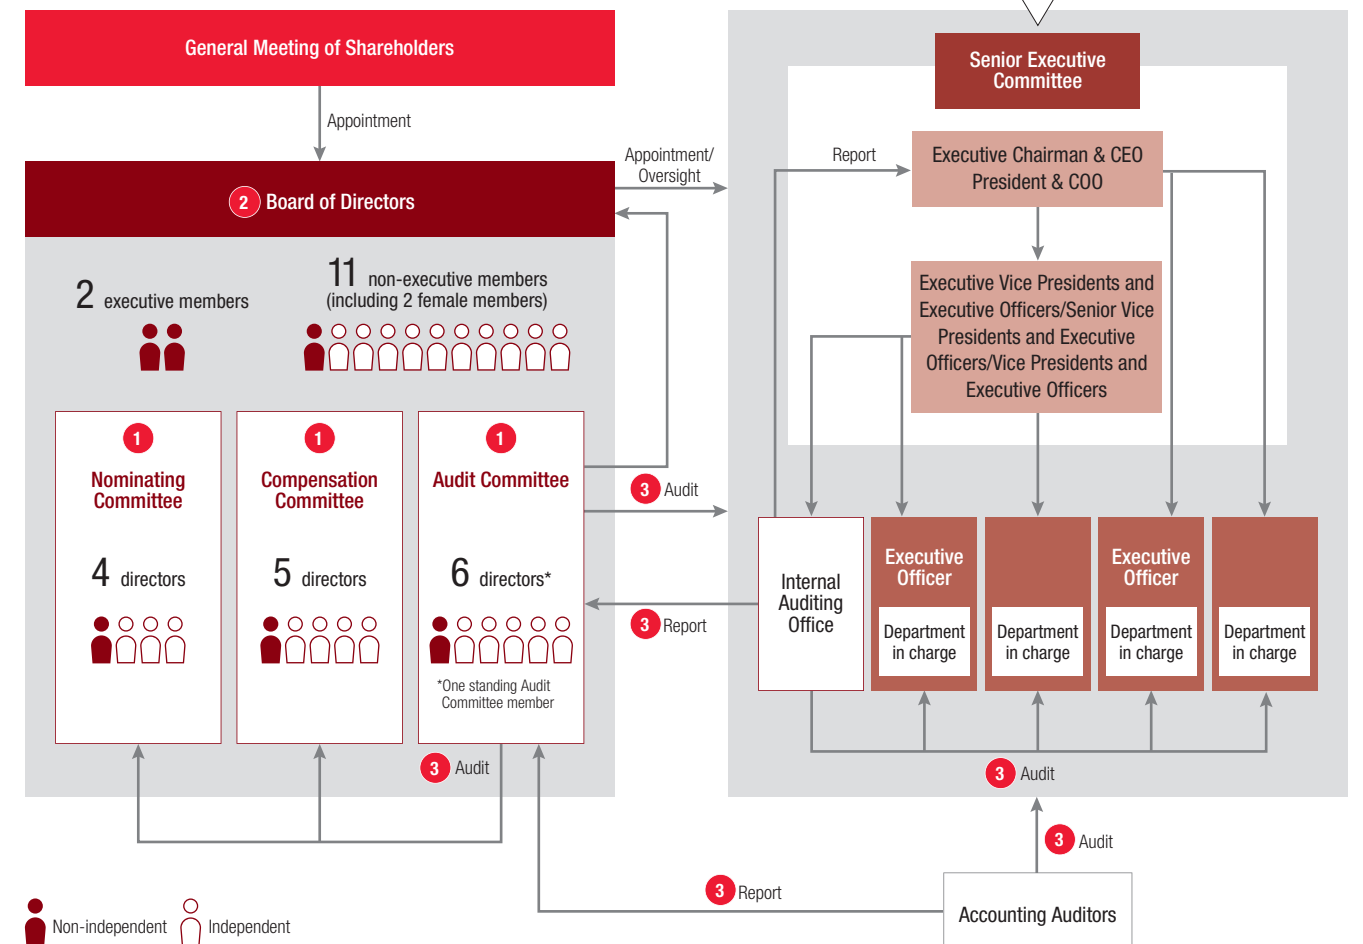 General Meeting of Shareholders
Appointment
2 Board of Directors
Appointment/
Oversight
2 executive members
11 non-executive members
(including 2 female members)
1
Nominating
Committee
4 directors
1
Compensation
Committee
5 directors
1
Audit Committee
6 directors*
*One standing Audit
Committee member
3 Audit
3 Report
3 Audit
Non-independent
Independent
Senior Executive
Committee
Report
Executive Chairman & CEO
President & COO
Executive Vice Presidents and
Executive Officers/Senior Vice
Presidents and Executive
Officers/Vice Presidents and
Executive Officers
Internal
Auditing
Office
Executive
Officer
Department
in charge
Department
in charge
Executive
Officer
Department
in charge
Department
in charge
3 Audit
3 Audit
3 Report
Accounting Auditors